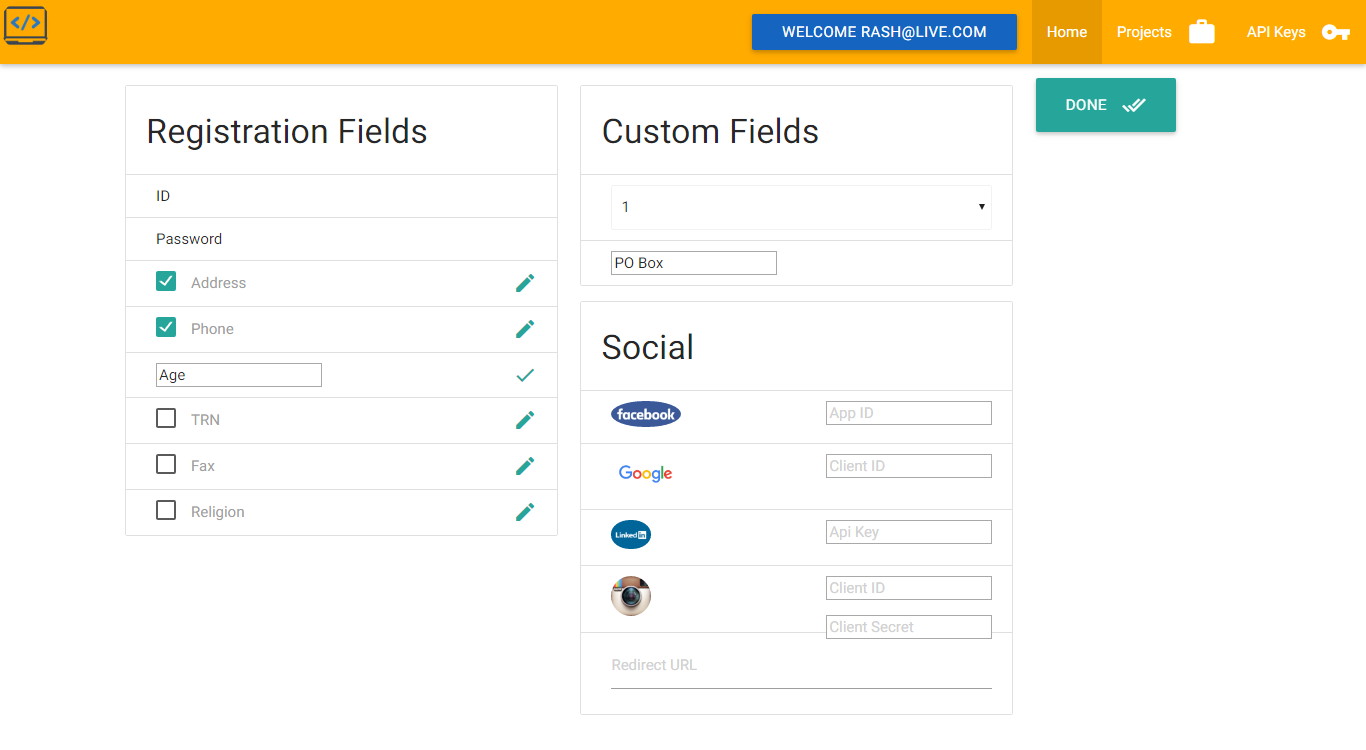 </>
WELCOME RASH@LIVE.COM
Home
Projects
API Keys
Registration Fields
ID
Password
Address
Phone
Age
TRN
Fax
Religion
Custom Fields
1
PO Box
Social
facebook
App ID
Google
Client ID
Linked in
Api Key
Client ID
Client Secret
Redirect URL
DONE